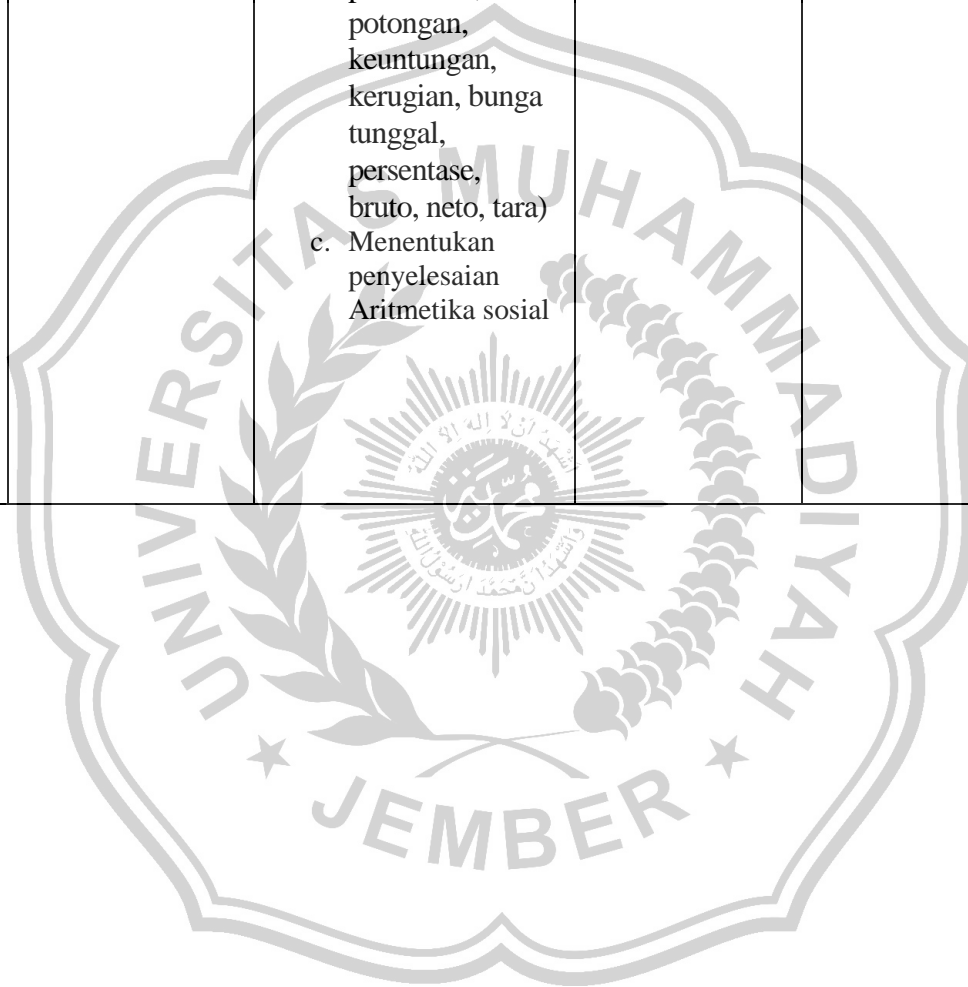 potongan,
keuntungan,
kerugian, bunga
tunggal,
persentase,
bruto, neto, tara)
c. Menentukan
penyelesaian
Aritmetika sosial
UNIVERSITAS MUHAMMADIYAH
★ JEMBER ★